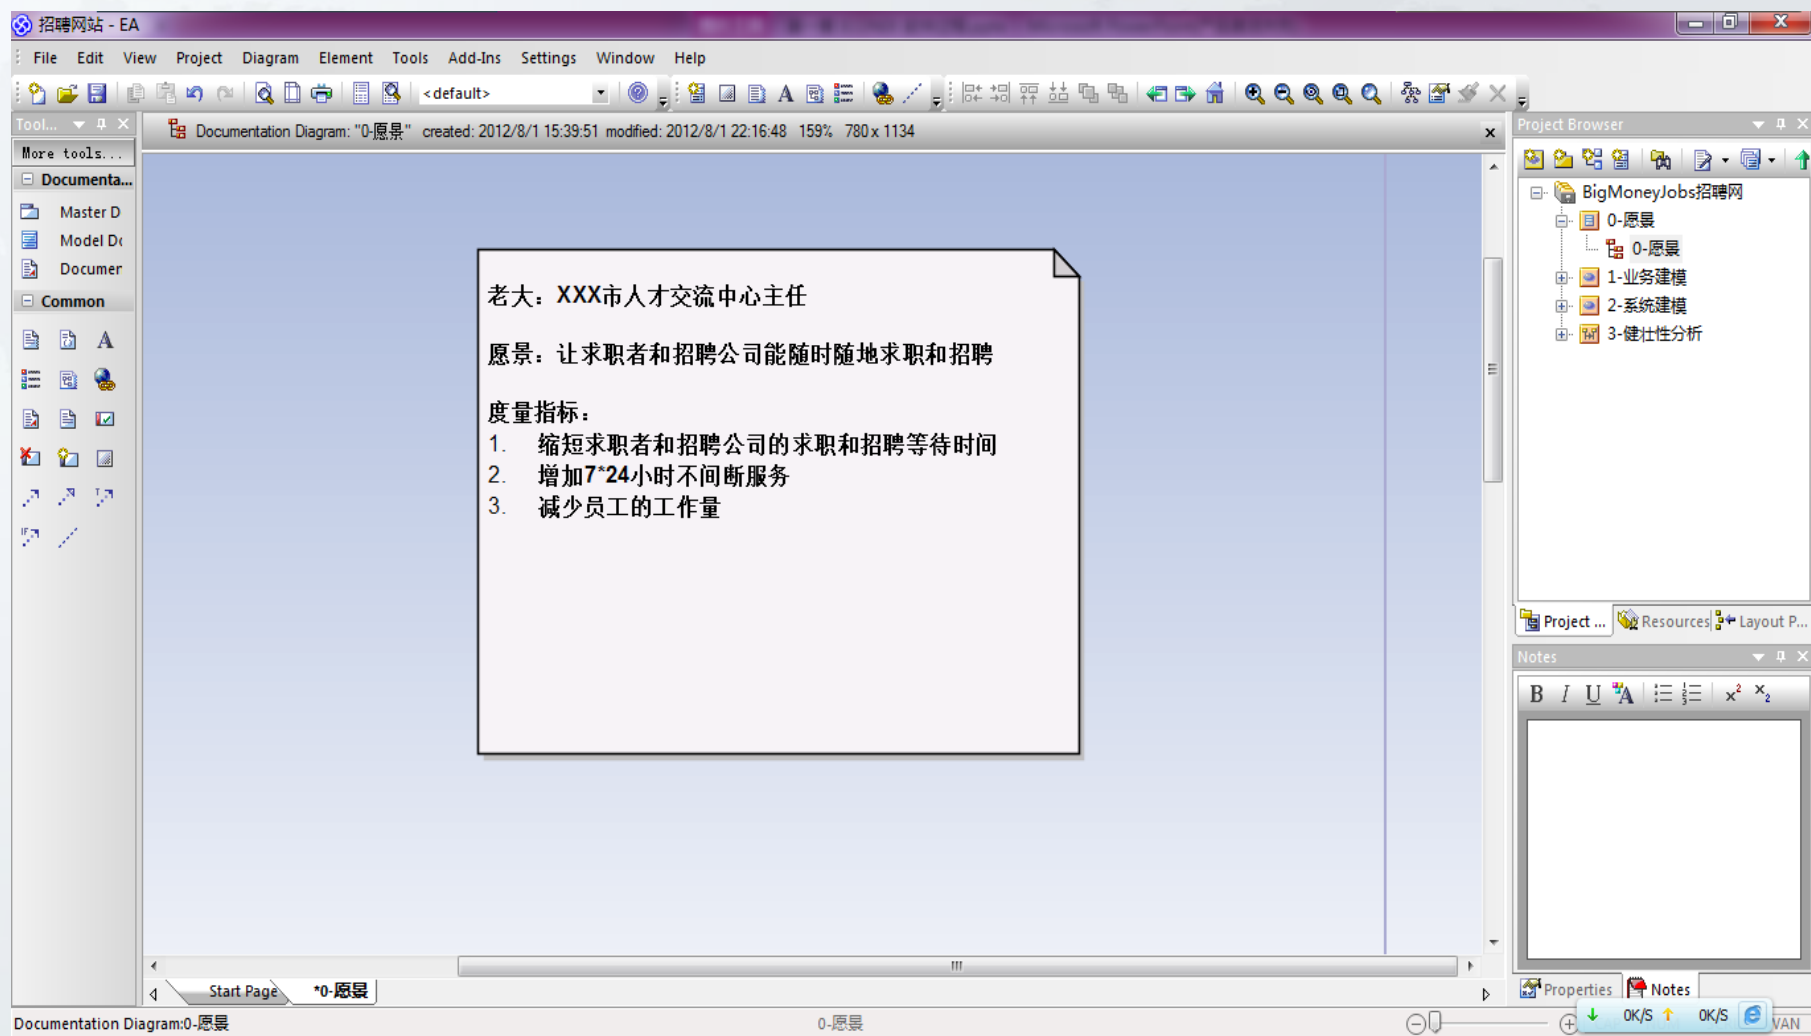 招聘网站 - EA
File Edit View Project Diagram Element Tools Add-Ins Settings Window Help
<default>
Tool...
More tools...
Documenta...
Master D
Model Do
Documen
Common
Documentation Diagram: "0-愿景" created: 2012/8/1 15:39:51 modified: 2012/8/1 22:16:48 159% 780 x 1134
老大：XXX市人才交流中心主任
愿景：让求职者和招聘公司能随时随地求职和招聘
度量指标：
1. 缩短求职者和招聘公司的求职和招聘等待时间
2. 增加7*24小时不间断服务
3. 减少员工的工作量
Project Browser
BigMoneyJobs招聘网
0-愿景
0-愿景
1-业务建模
2-系统建模
3-健壮性分析
Project ... Resources Layout P...
Notes
Properties Notes
Start Page *0-愿景
Documentation Diagram:0-愿景
0-愿景
0K/S 0K/S
VAN